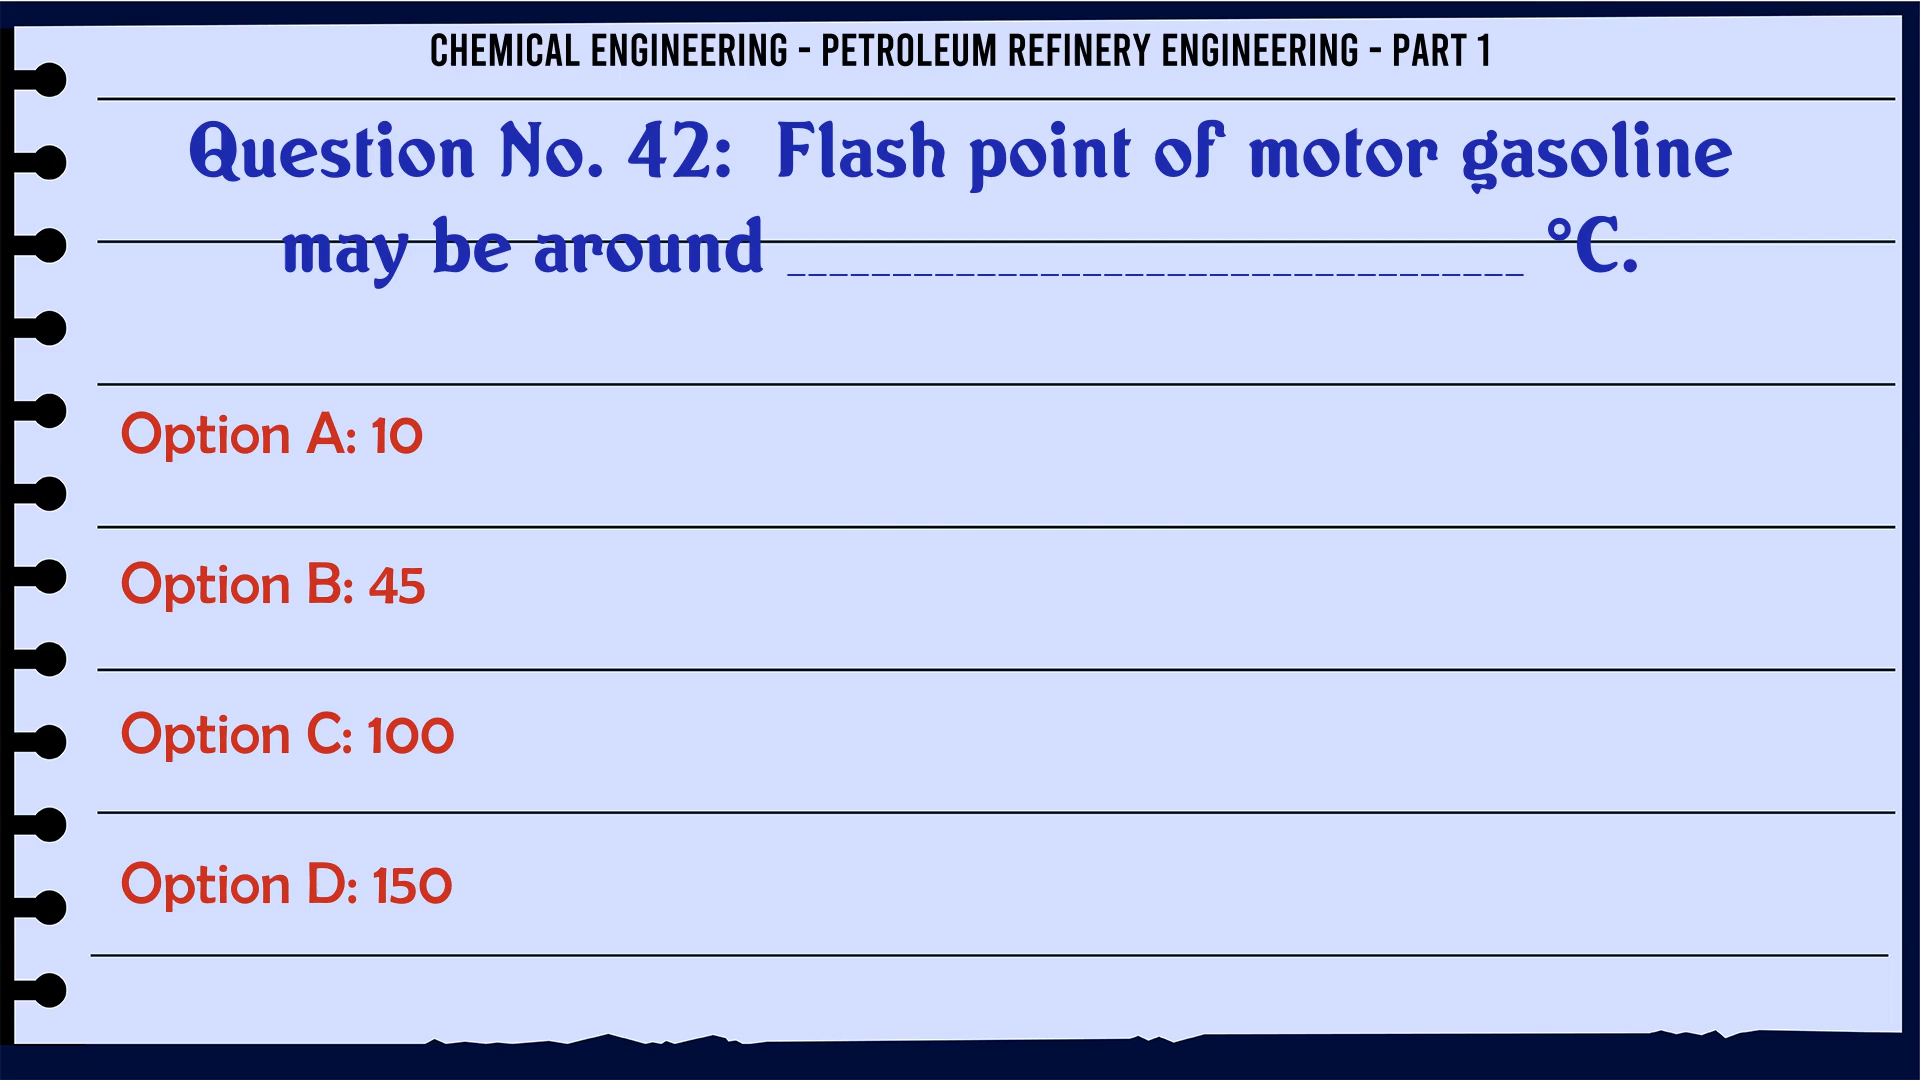 CHEMICAL ENGINEERING - PETROLEUM REFINERY ENGINEERING - PART 1
Question No. 42: Flash point of motor gasoline
may be around ___________________________________ °C.
Option A: 10
Option B: 45
Option C: 100
Option D: 150